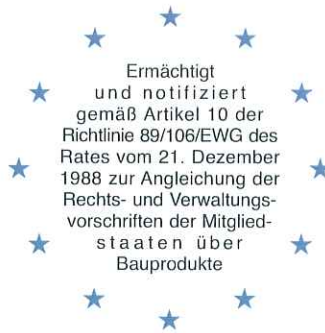 Ermächtigt
und notifiziert
gemäß Artikel 10 der
Richtlinie 89/106/EWG des
Rates vom 21. Dezember
1988 zur Angleichung der
Rechts- und Verwaltungs-
vorschriften der Mitglied-
staaten über
Bauprodukte